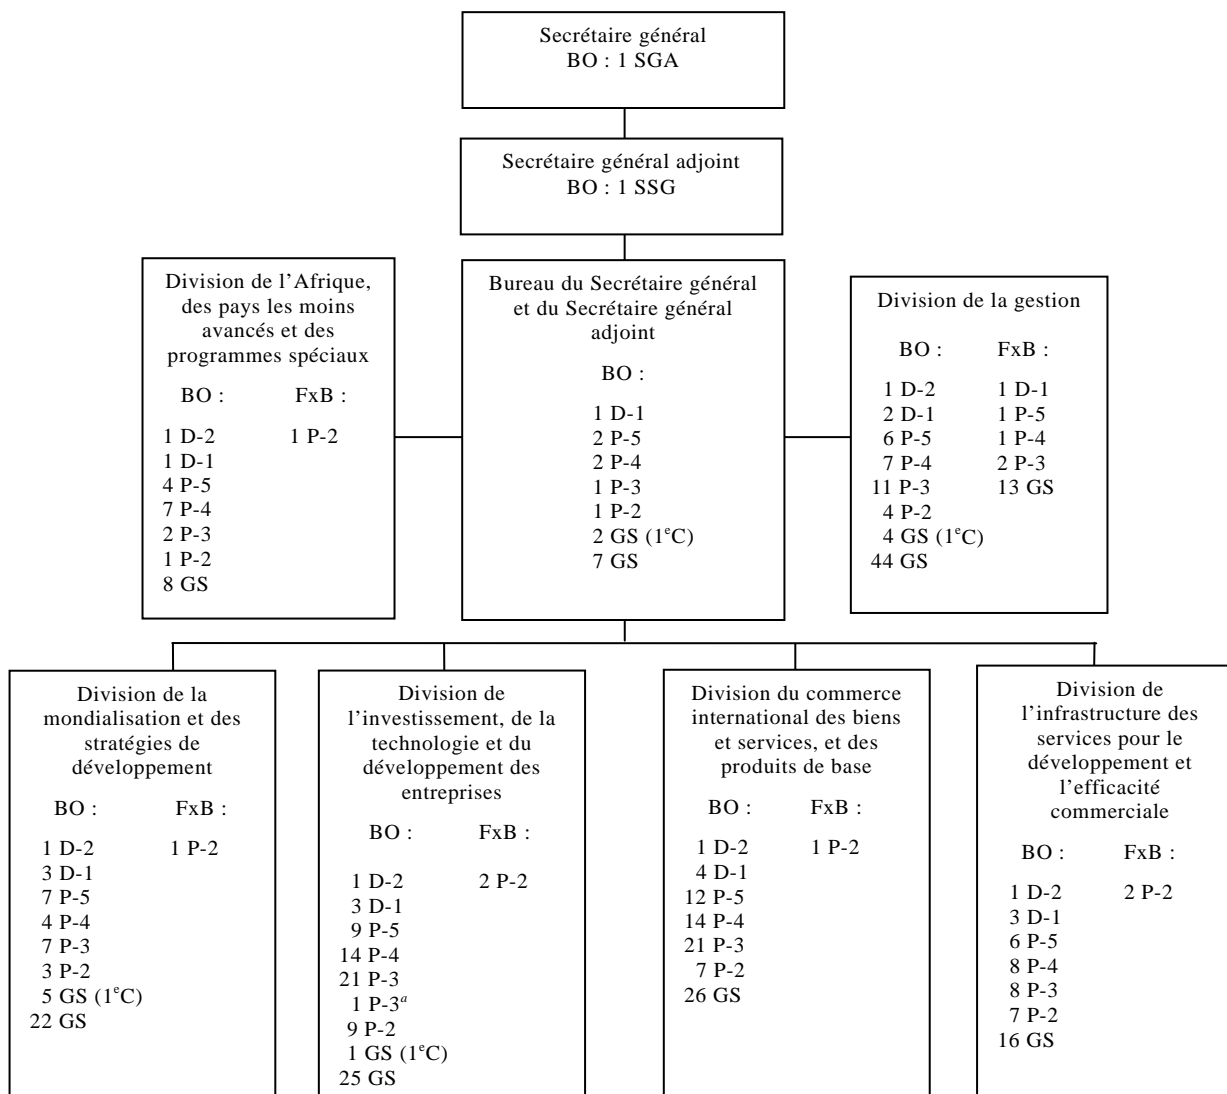 Secrétaire général
BO : 1 SGA
Secrétaire général adjoint
BO : 1 SSG
Division de l’Afrique,
des pays les moins
avancés et des
programmes spéciaux
BO : FxB :
1 D-2 1 P-2
1 D-1
4 P-5
7 P-4
2 P-3
1 P-2
8 GS
Bureau du Secrétaire général
et du Secrétaire général
adjoint
BO :
1 D-1
2 P-5
2 P-4
1 P-3
1 P-2
2 GS (1ᵉC)
7 GS
Division de la gestion
BO : FxB :
1 D-2 1 D-1
2 D-1 1 P-5
6 P-5 1 P-4
7 P-4 2 P-3
11 P-3 13 GS
4 P-2
4 GS (1ᵉC)
44 GS
Division de la
mondialisation et des
stratégies de
développement
BO : FxB :
1 D-2 1 P-2
3 D-1
7 P-5
4 P-4
7 P-3
3 P-2
5 GS (1ᵉC)
22 GS
Division de
l’investissement, de la
technologie et du
développement des
entreprises
BO : FxB :
1 D-2 2 P-2
3 D-1
9 P-5
14 P-4
21 P-3
1 P-3ᵃ
9 P-2
1 GS (1ᵉC)
25 GS
Division du commerce
international des biens
et services, et des
produits de base
BO : FxB :
1 D-2 1 P-2
4 D-1
12 P-5
14 P-4
21 P-3
7 P-2
26 GS
Division de
l’infrastructure des
services pour le
développement et
l’efficacité
commerciale
BO : FxB :
1 D-2 2 P-2
3 D-1
6 P-5
8 P-4
8 P-3
7 P-2
16 GS